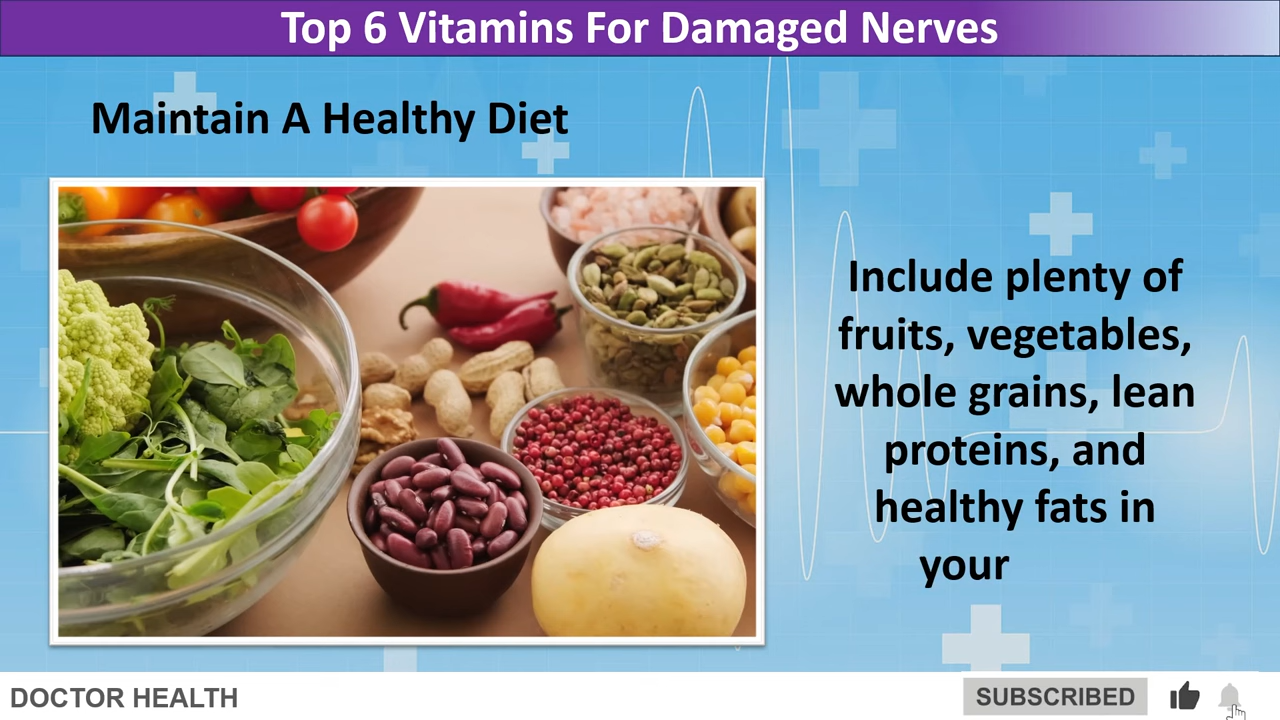 Top 6 Vitamins For Damaged Nerves
Maintain A Healthy Diet
Include plenty of
fruits, vegetables,
whole grains, lean
proteins, and
healthy fats in
your
DOCTOR HEALTH
SUBSCRIBED